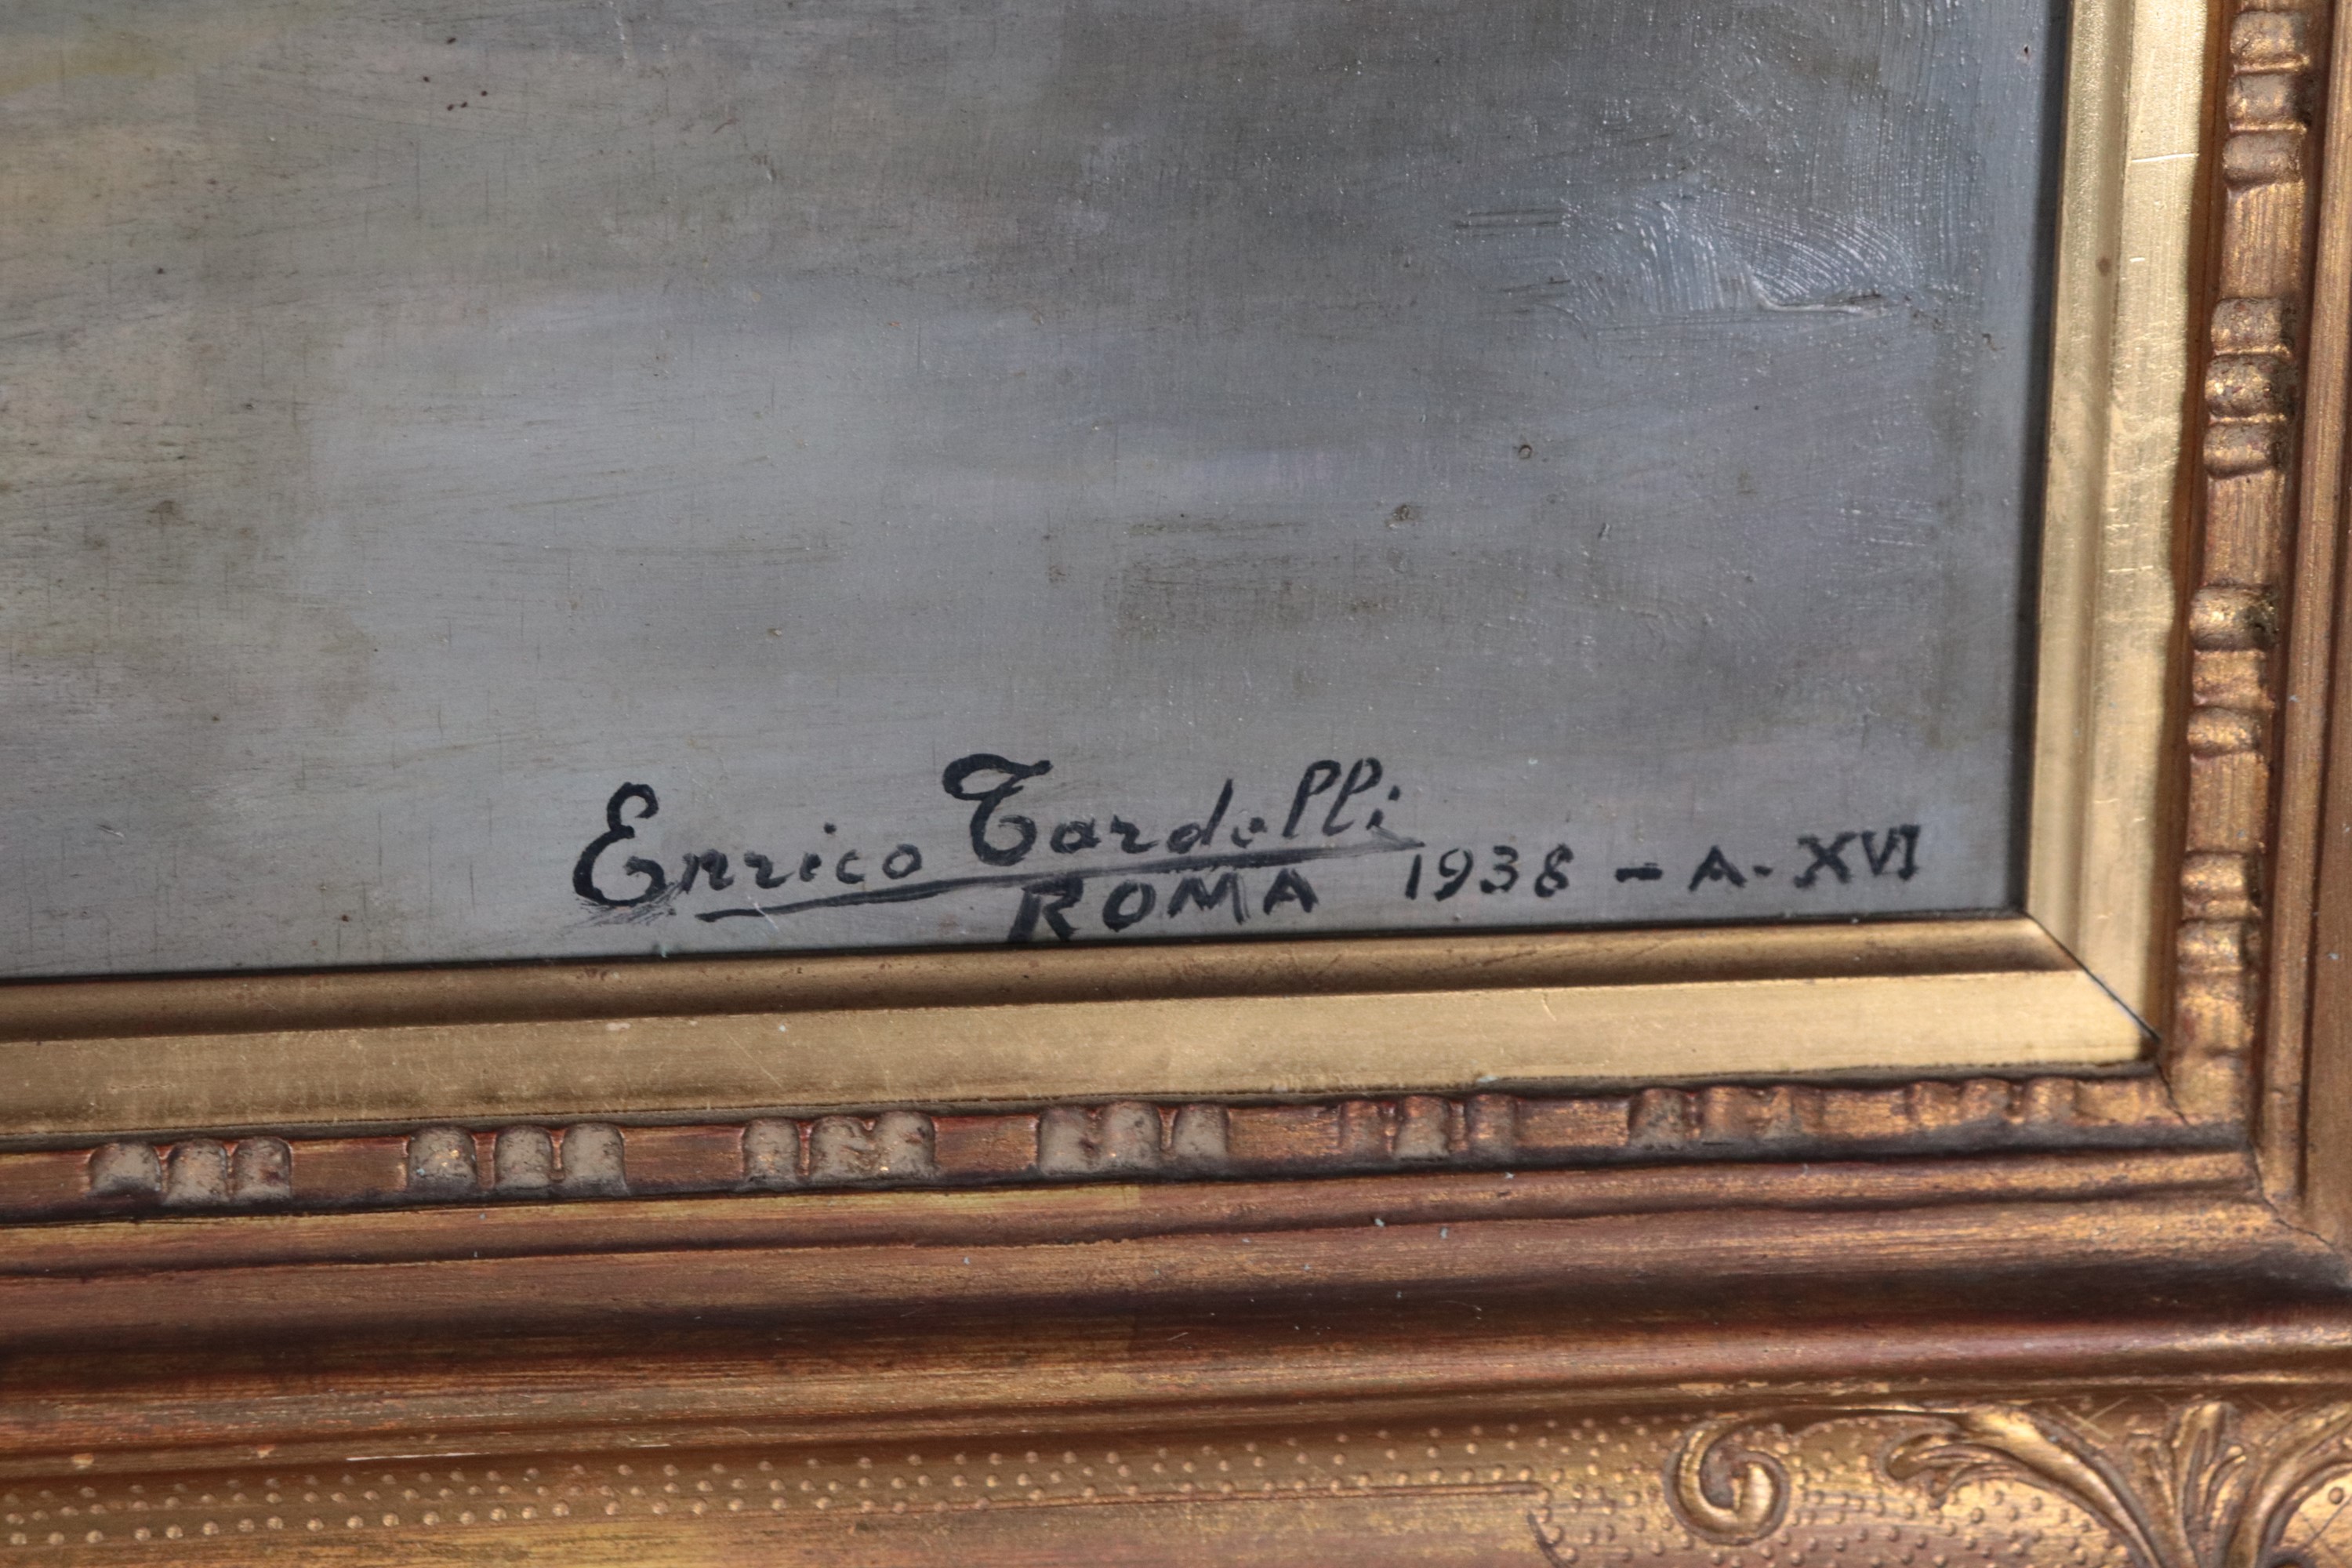 Enrico Tardelli
ROMA 1938 - A. XVI